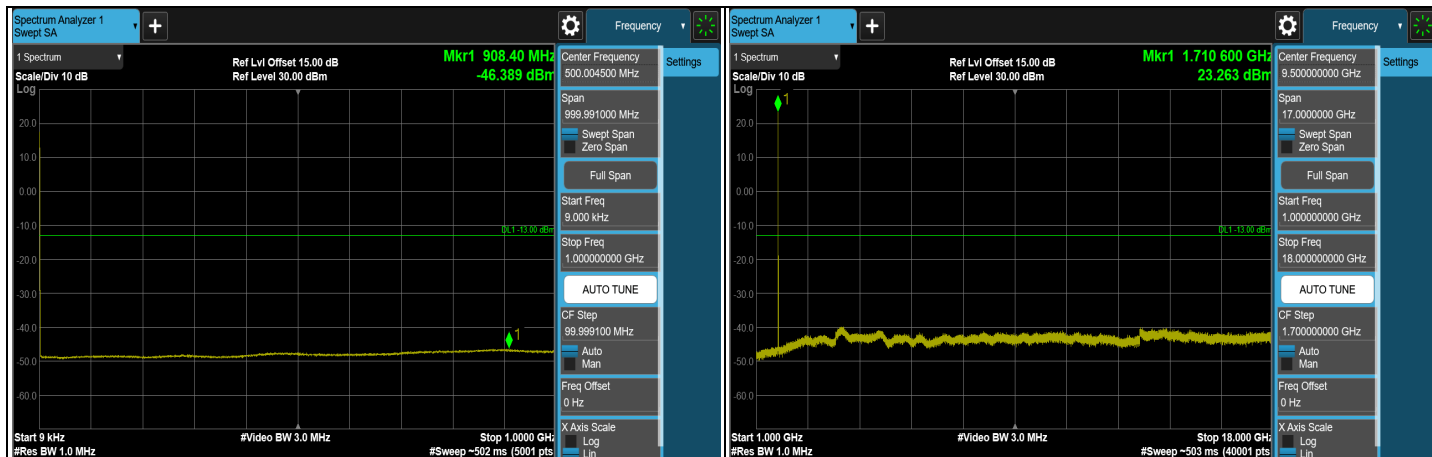 Spectrum Analyzer 1
Swept SA
+
Frequency
1 Spectrum
Scale/Div 10 dB
Log
Ref Lvl Offset 15.00 dB
Ref Level 30.00 dBm
Mkr1 908.40 MHz
-46.389 dBm
20.0
10.0
0.00
-10.0
-20.0
-30.0
-40.0
-50.0
-60.0
DL1 -13.00 dBm
1
Start 9 kHz
#Res BW 1.0 MHz
#Video BW 3.0 MHz
Stop 1.0000 GHz
#Sweep ~502 ms (5001 pts
Center Frequency
500.004500 MHz
Settings
Span
999.991000 MHz
Swept Span
Zero Span
Full Span
Start Freq
9.000 kHz
Stop Freq
1.000000000 GHz
AUTO TUNE
CF Step
99.999100 MHz
Auto
Man
Freq Offset
0 Hz
X Axis Scale
Log
Lin
Spectrum Analyzer 1
Swept SA
+
Frequency
1 Spectrum
Scale/Div 10 dB
Log
Ref Lvl Offset 15.00 dB
Ref Level 30.00 dBm
Mkr1 1.710 600 GHz
23.263 dBm
1
20.0
10.0
0.00
-10.0
-20.0
-30.0
-40.0
-50.0
-60.0
DL1 -13.00 dBm
Start 1.000 GHz
#Res BW 1.0 MHz
#Video BW 3.0 MHz
Stop 18.000 GHz
#Sweep ~503 ms (40001 pts
Center Frequency
9.500000000 GHz
Settings
Span
17.0000000 GHz
Swept Span
Zero Span
Full Span
Start Freq
1.000000000 GHz
Stop Freq
18.000000000 GHz
AUTO TUNE
CF Step
1.700000000 GHz
Auto
Man
Freq Offset
0 Hz
X Axis Scale
Log
Lin